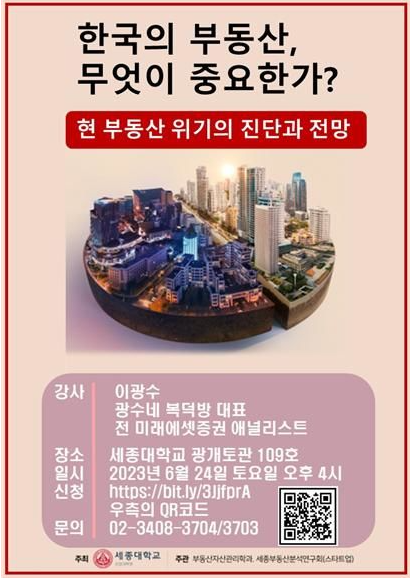 한국의 부동산,
무엇이 중요한가?
현 부동산 위기의 진단과 전망
강사 이광수
광수네 복덕방 대표
전 미래에셋증권 애널리스트
장소 세종대학교 광개토관 109호
일시 2023년 6월 24일 토요일 오후 4시
신청 https://bit.ly/3JjfprA
우측의 QR코드
문의 02-3408-3704/3703
주최 세종대학교 주관 부동산자산관리학과, 세종부동산분석연구회(스타트업)